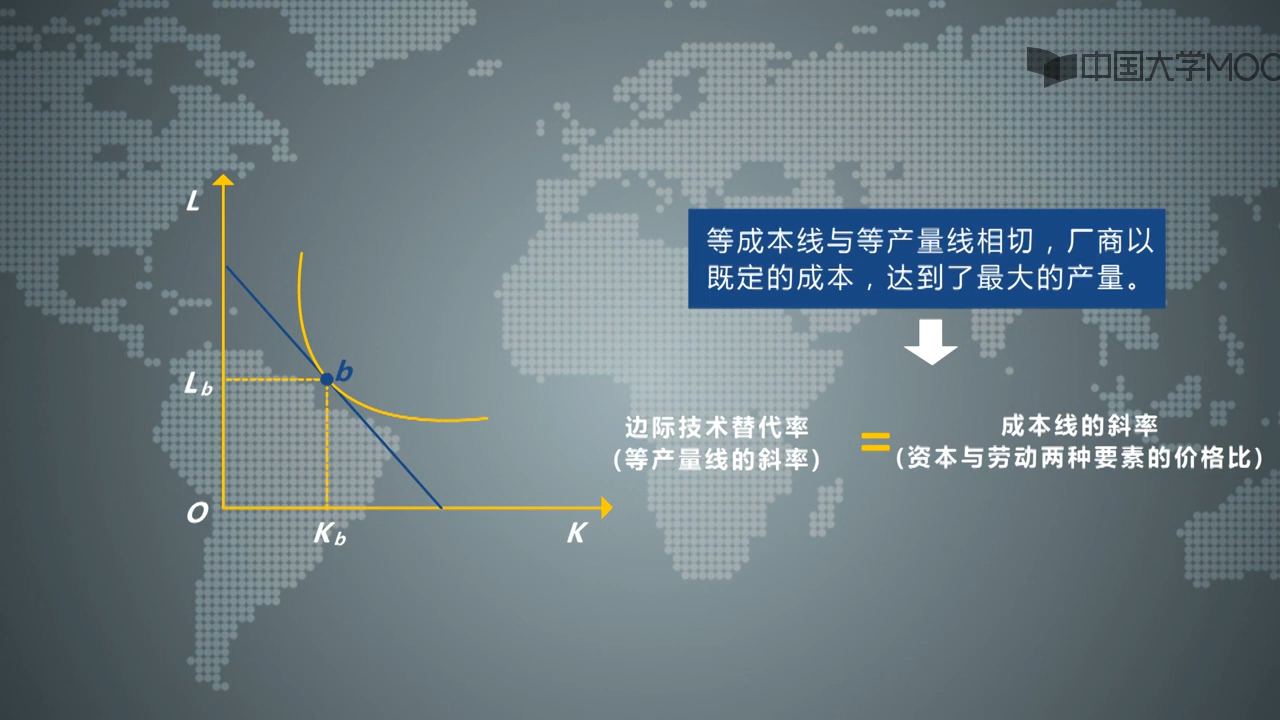 中国大学MOC
L
等成本线与等产量线相切，厂商以
既定的成本，达到了最大的产量。
b
Lb
边际技术替代率
(等产量线的斜率)
=
成本线的斜率
(资本与劳动两种要素的价格比)
O
Kb
K